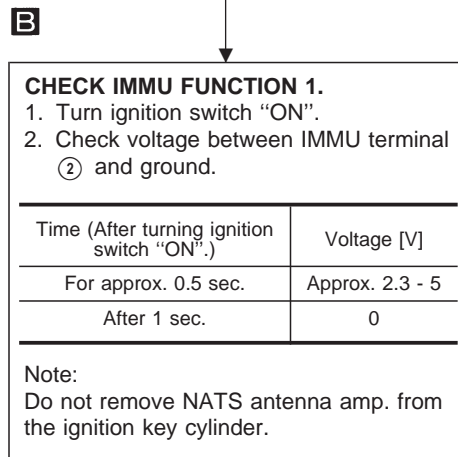 B
CHECK IMMU FUNCTION 1.
1. Turn ignition switch ‘‘ON’’.
2. Check voltage between IMMU terminal
② and ground.
Time (After turning ignition switch ‘‘ON’’.) Voltage [V]
For approx. 0.5 sec. Approx. 2.3 - 5
After 1 sec. 0
Note:
Do not remove NATS antenna amp. from
the ignition key cylinder.